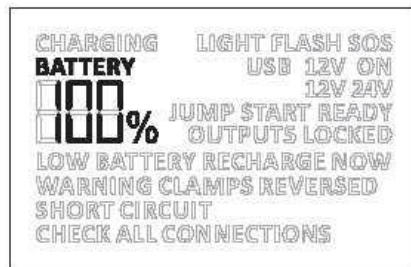 CHARGING LIGHT FLASH SOS
BATTERY USB 12V ON
12V 24V
100% JUMP START READY
OUTPUTS LOCKED
LOW BATTERY RECHARGE NOW
WARNING CLAMPS REVERSED
SHORT CIRCUIT
CHECK ALL CONNECTIONS